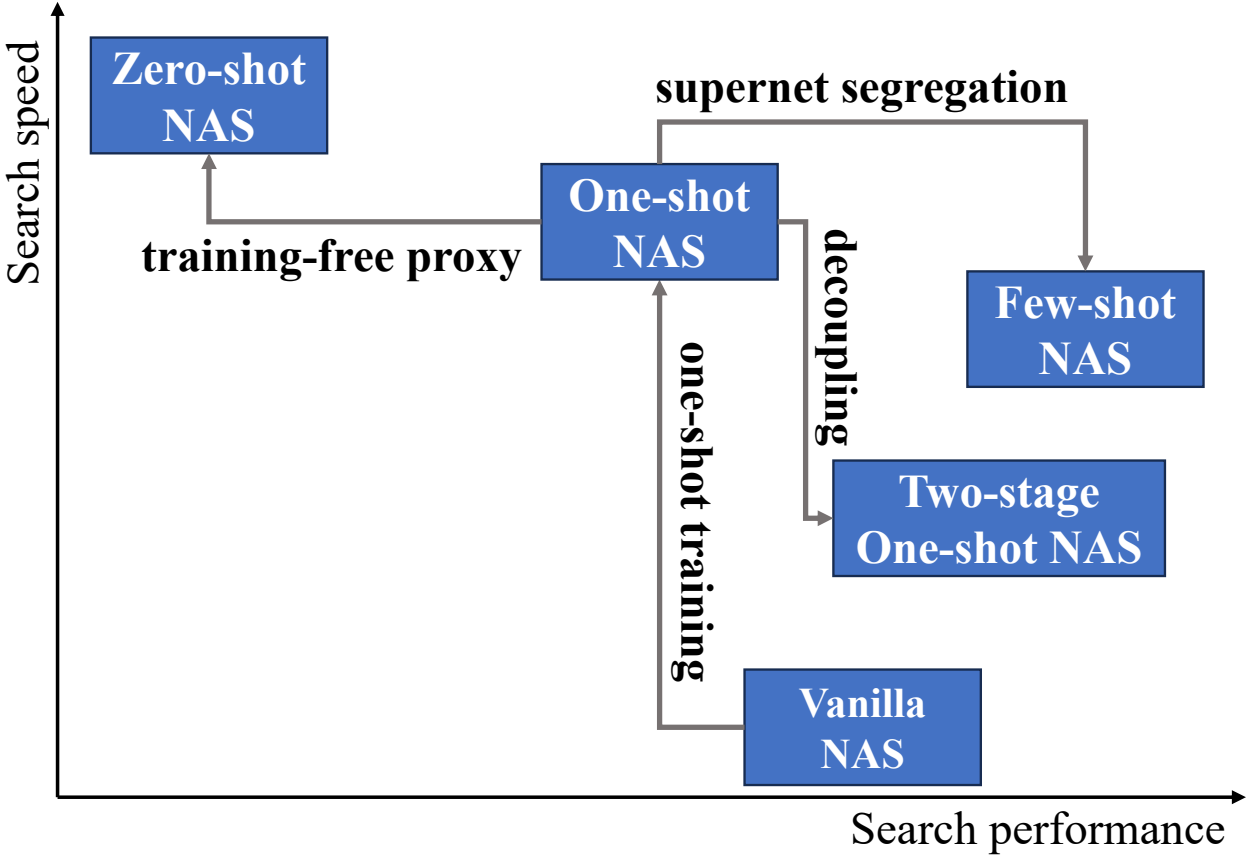 Search speed
Zero-shot
NAS
supernet segregation
One-shot
NAS
training-free proxy
decoupling
Few-shot
NAS
one-shot training
Two-stage
One-shot NAS
Vanilla
NAS
Search performance